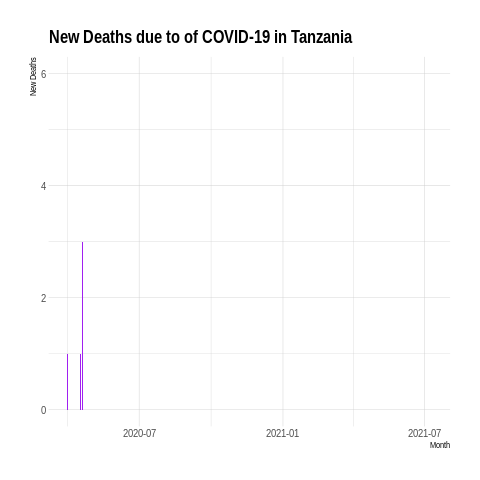 New Deaths due to of COVID-19 in Tanzania
New Deaths
6
4
2
0
2020-07
2021-01
2021-07
Month